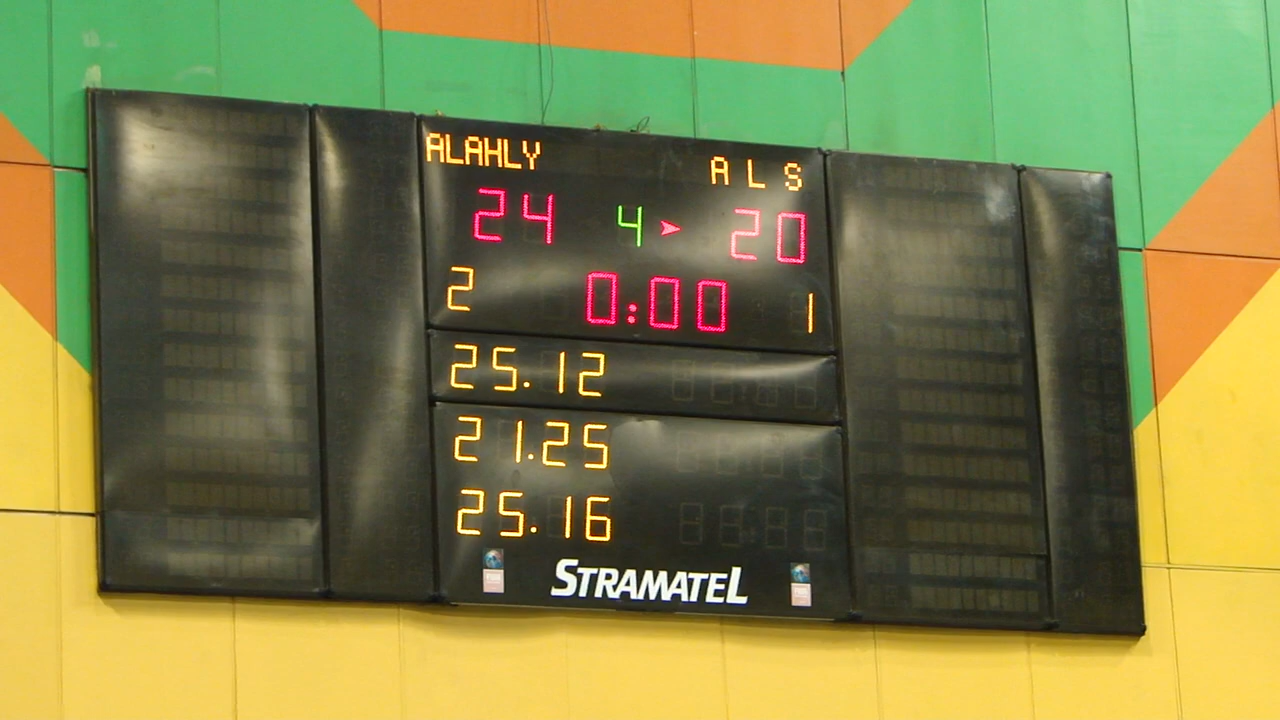 ALAHLY A L S
24 4 20
2 0:00 1
25.12
21.25
25.16
STRAMATEL